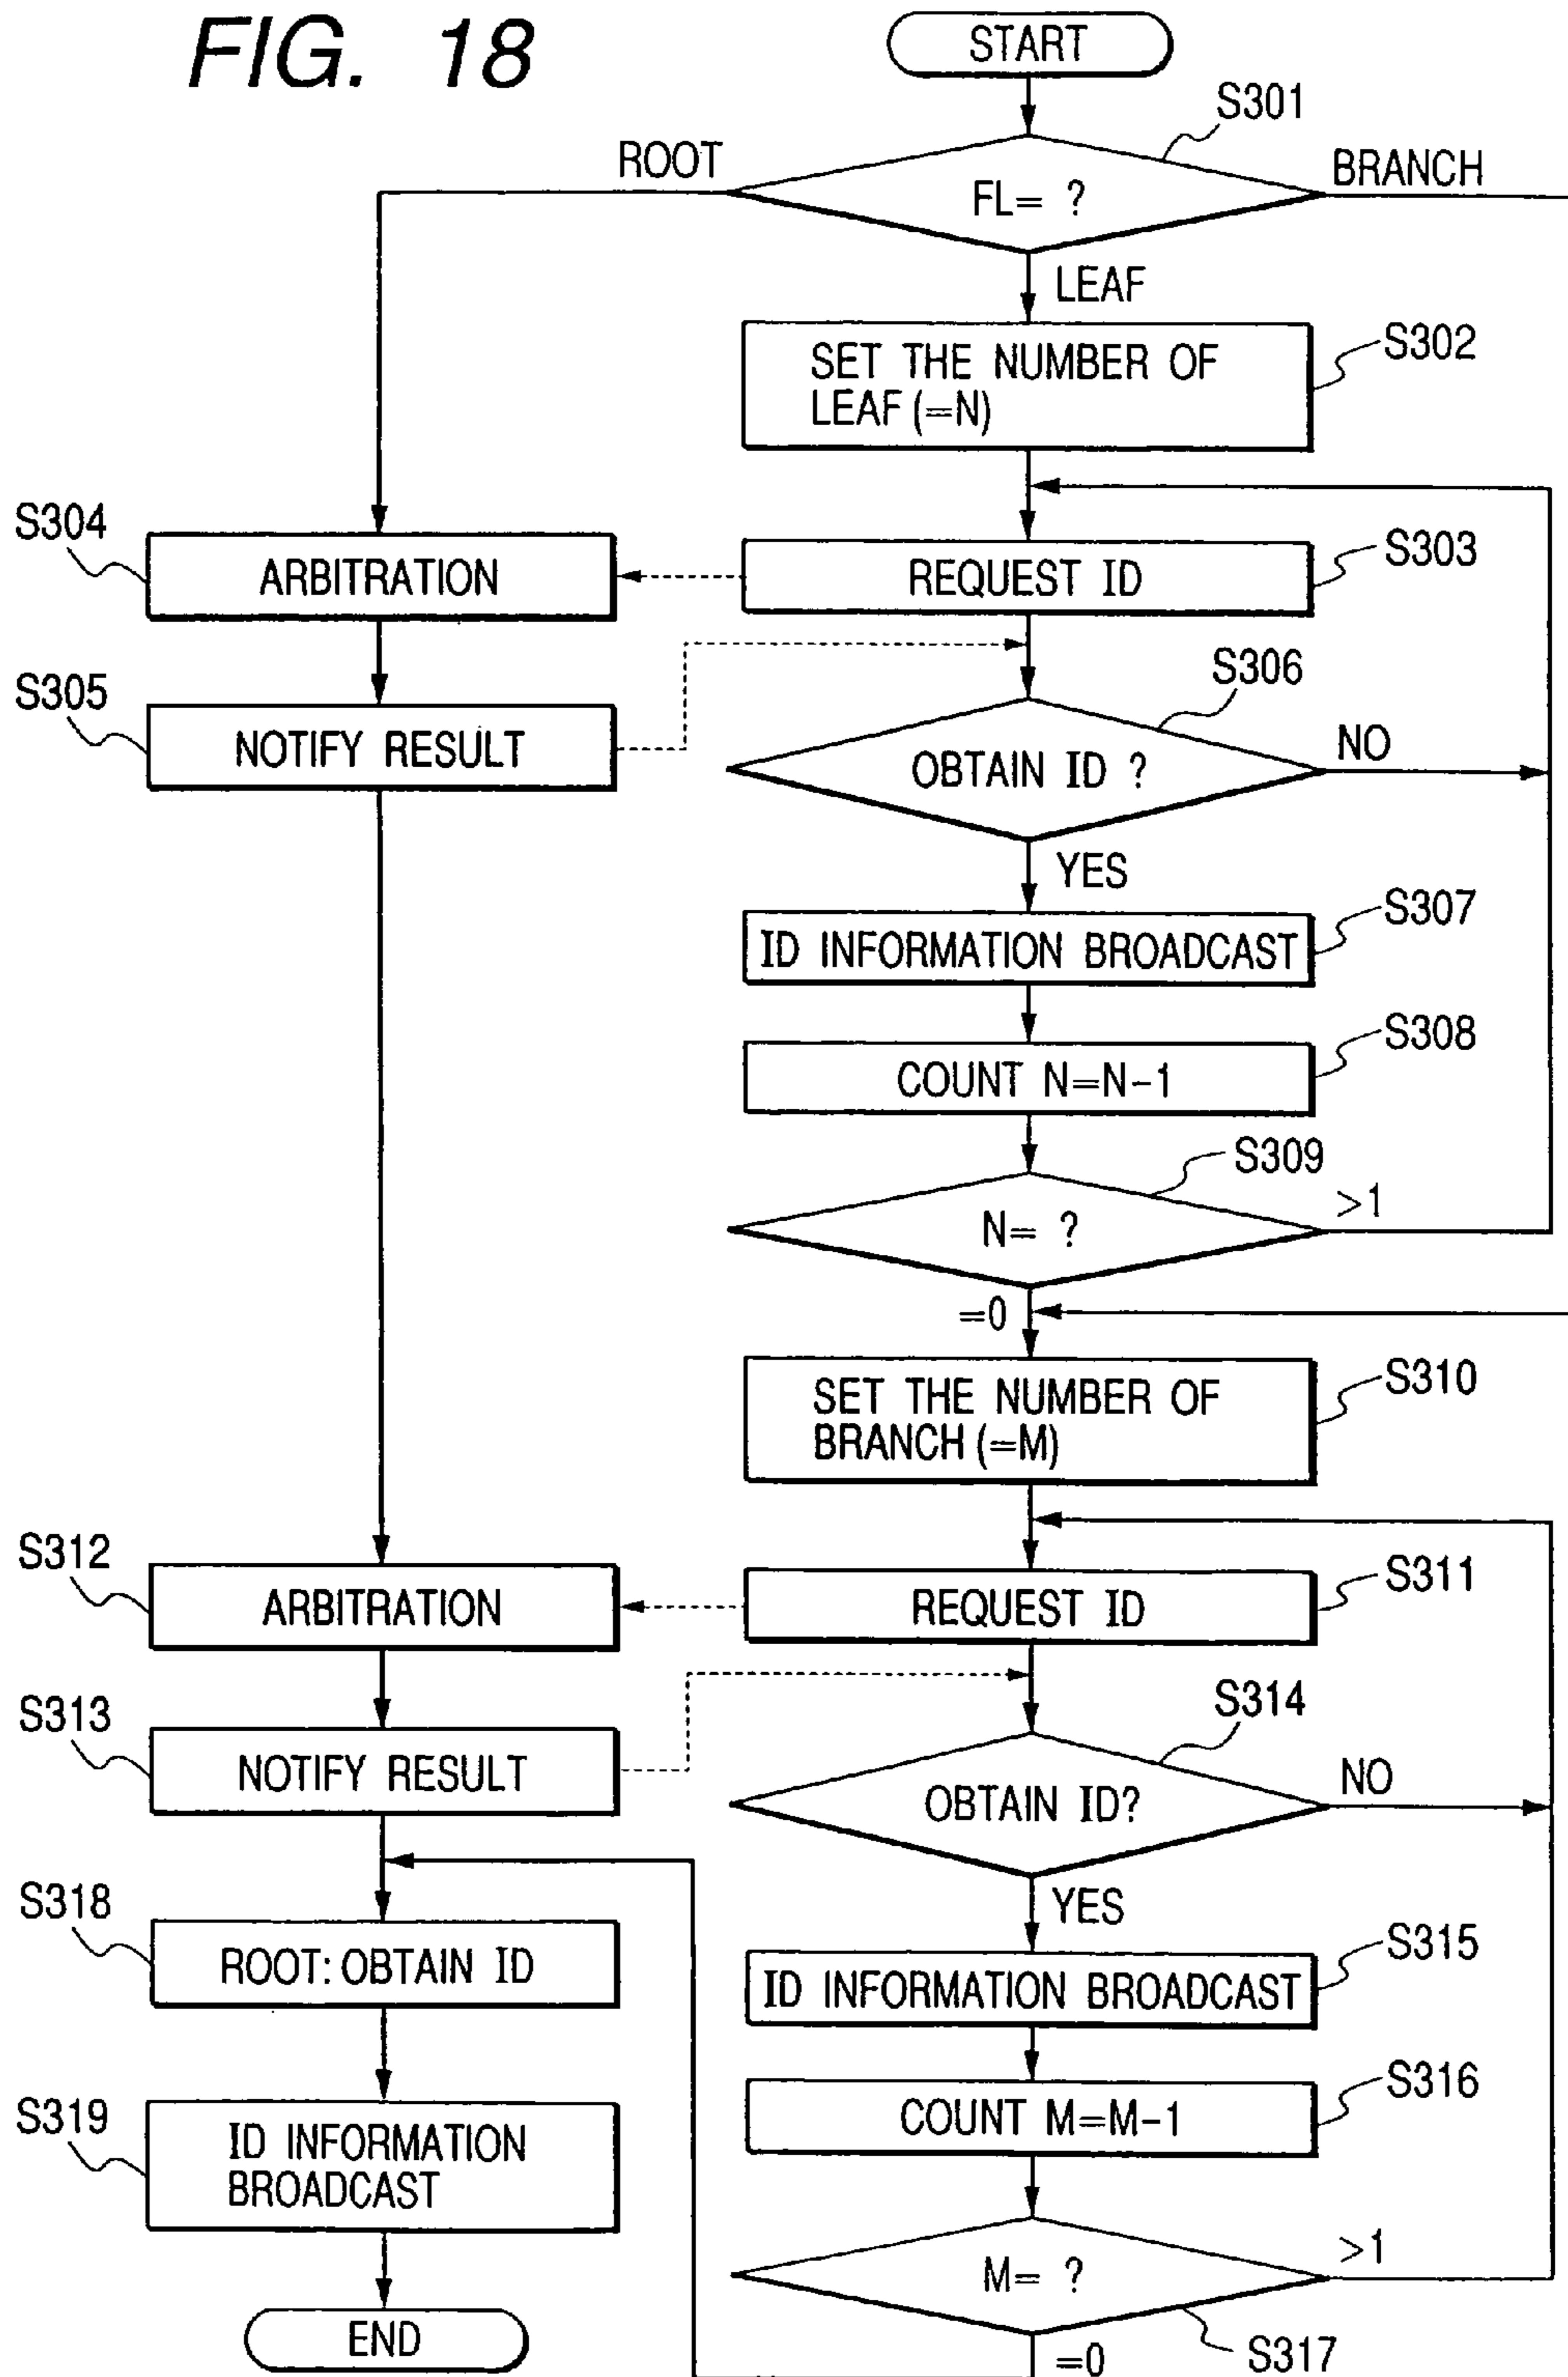 FIG. 18
START
S301
ROOT
BRANCH
FL= ?
LEAF
SET THE NUMBER OF
LEAF (=N)
S302
S304
ARBITRATION
REQUEST ID
S303
S305
NOTIFY RESULT
S306
OBTAIN ID ?
NO
YES
ID INFORMATION BROADCAST
S307
COUNT N=N-1
S308
S309
N= ?
>1
=0
SET THE NUMBER OF
BRANCH (=M)
S310
S312
ARBITRATION
REQUEST ID
S311
S313
NOTIFY RESULT
S314
OBTAIN ID?
NO
YES
S318
ROOT: OBTAIN ID
ID INFORMATION BROADCAST
S315
S319
ID INFORMATION
BROADCAST
COUNT M=M-1
S316
M= ?
>1
S317
=0
END